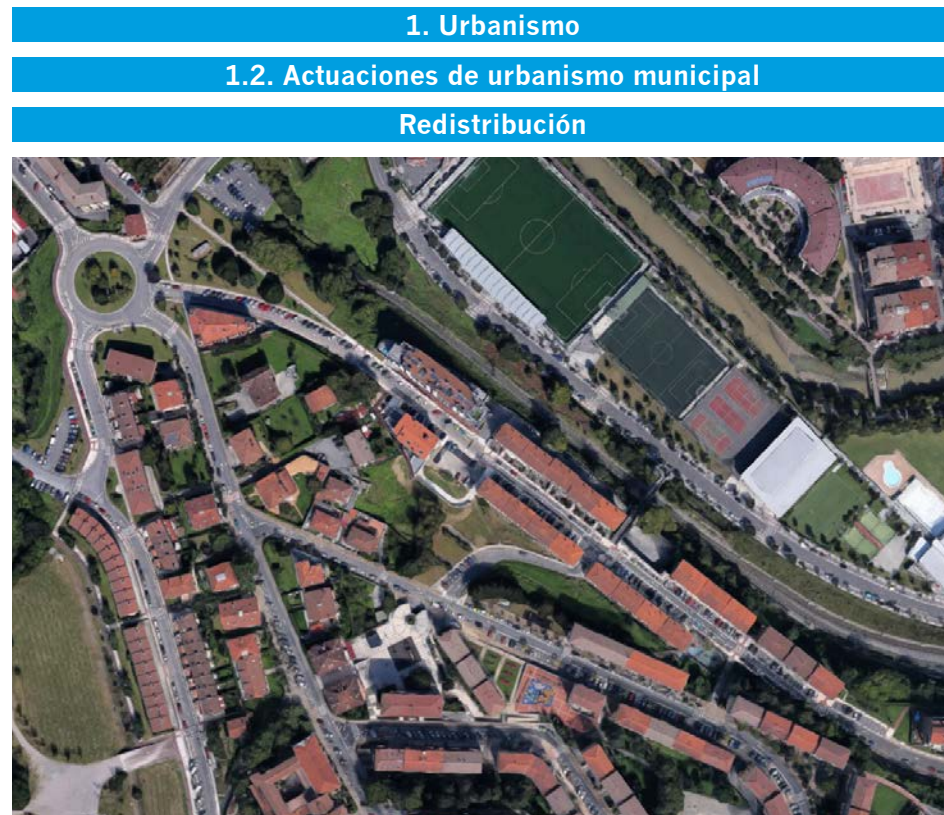 1. Urbanismo
1.2. Actuaciones de urbanismo municipal
Redistribución